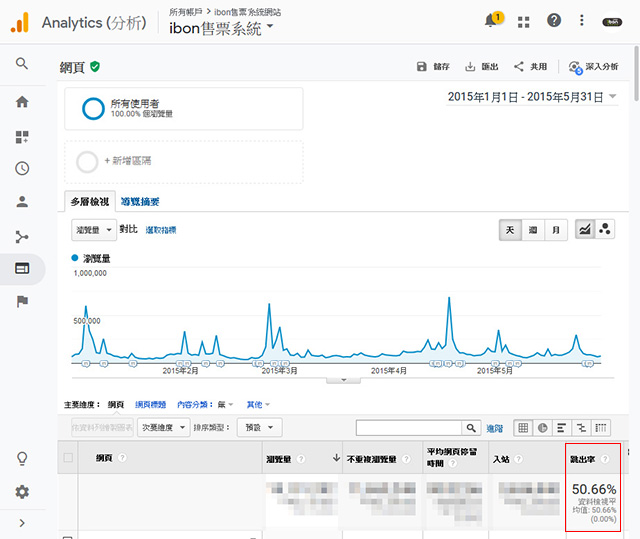 Analytics (分析)
所有帳戶 > ibon售票系統網站
ibon售票系統
1
網頁
儲存
匯出
共用
深入分析
5
所有使用者
100.00% 個瀏覽量
2015年1月1日 - 2015年5月31日
+ 新增區隔
多層檢視
導覽摘要
瀏覽量
對比
選取指標
天
週
月
瀏覽量
1,000,000
500,000
2015年2月
2015年3月
2015年4月
2015年5月
主要維度：
網頁
網頁標題
內容分類：無
其他
依資料列繪製圖表
次要維度
排序類型：
預設
進階
網頁
瀏覽量
不重複瀏覽量
平均網頁停留
時間
入站
跳出率
50.66%
資料檢視平
均值: 50.66%
(0.00%)